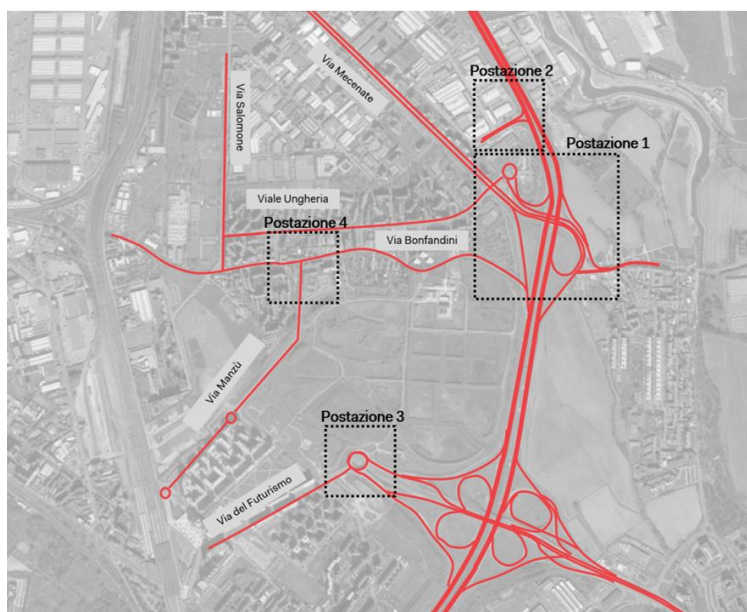 Postazione 2
Via Mecenate
Via Salomone
Postazione 1
Viale Ungheria
Postazione 4
Via Bonfandini
Via Manzù
Postazione 3
Via del Futurismo